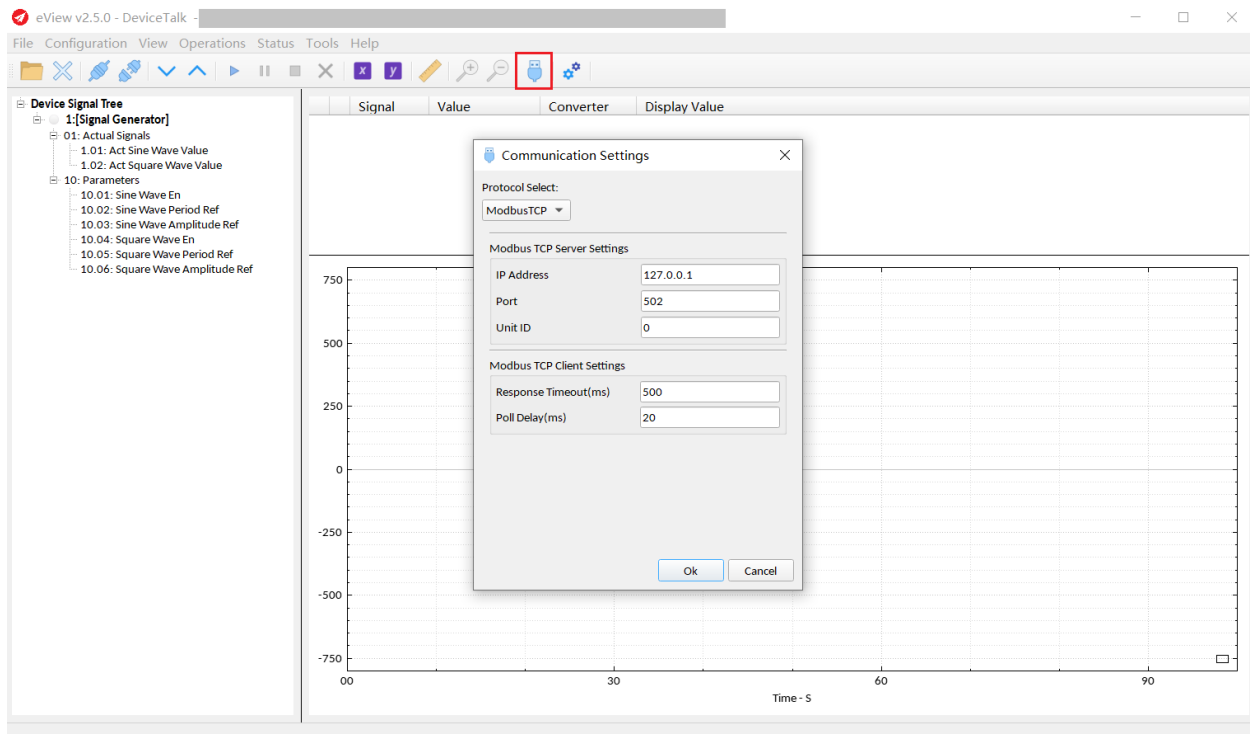 eView v2.5.0 - DeviceTalk -
File Configuration View Operations Status Tools Help
x y
Device Signal Tree
1:[Signal Generator]
01: Actual Signals
1.01: Act Sine Wave Value
1.02: Act Square Wave Value
10: Parameters
10.01: Sine Wave En
10.02: Sine Wave Period Ref
10.03: Sine Wave Amplitude Ref
10.04: Square Wave En
10.05: Square Wave Period Ref
10.06: Square Wave Amplitude Ref
Signal Value Converter Display Value
Communication Settings
Protocol Select:
ModbusTCP
Modbus TCP Server Settings
IP Address 127.0.0.1
Port 502
Unit ID 0
Modbus TCP Client Settings
Response Timeout(ms) 500
Poll Delay(ms) 20
Ok Cancel
750
500
250
0
-250
-500
-750
00 30 60 90
Time - S